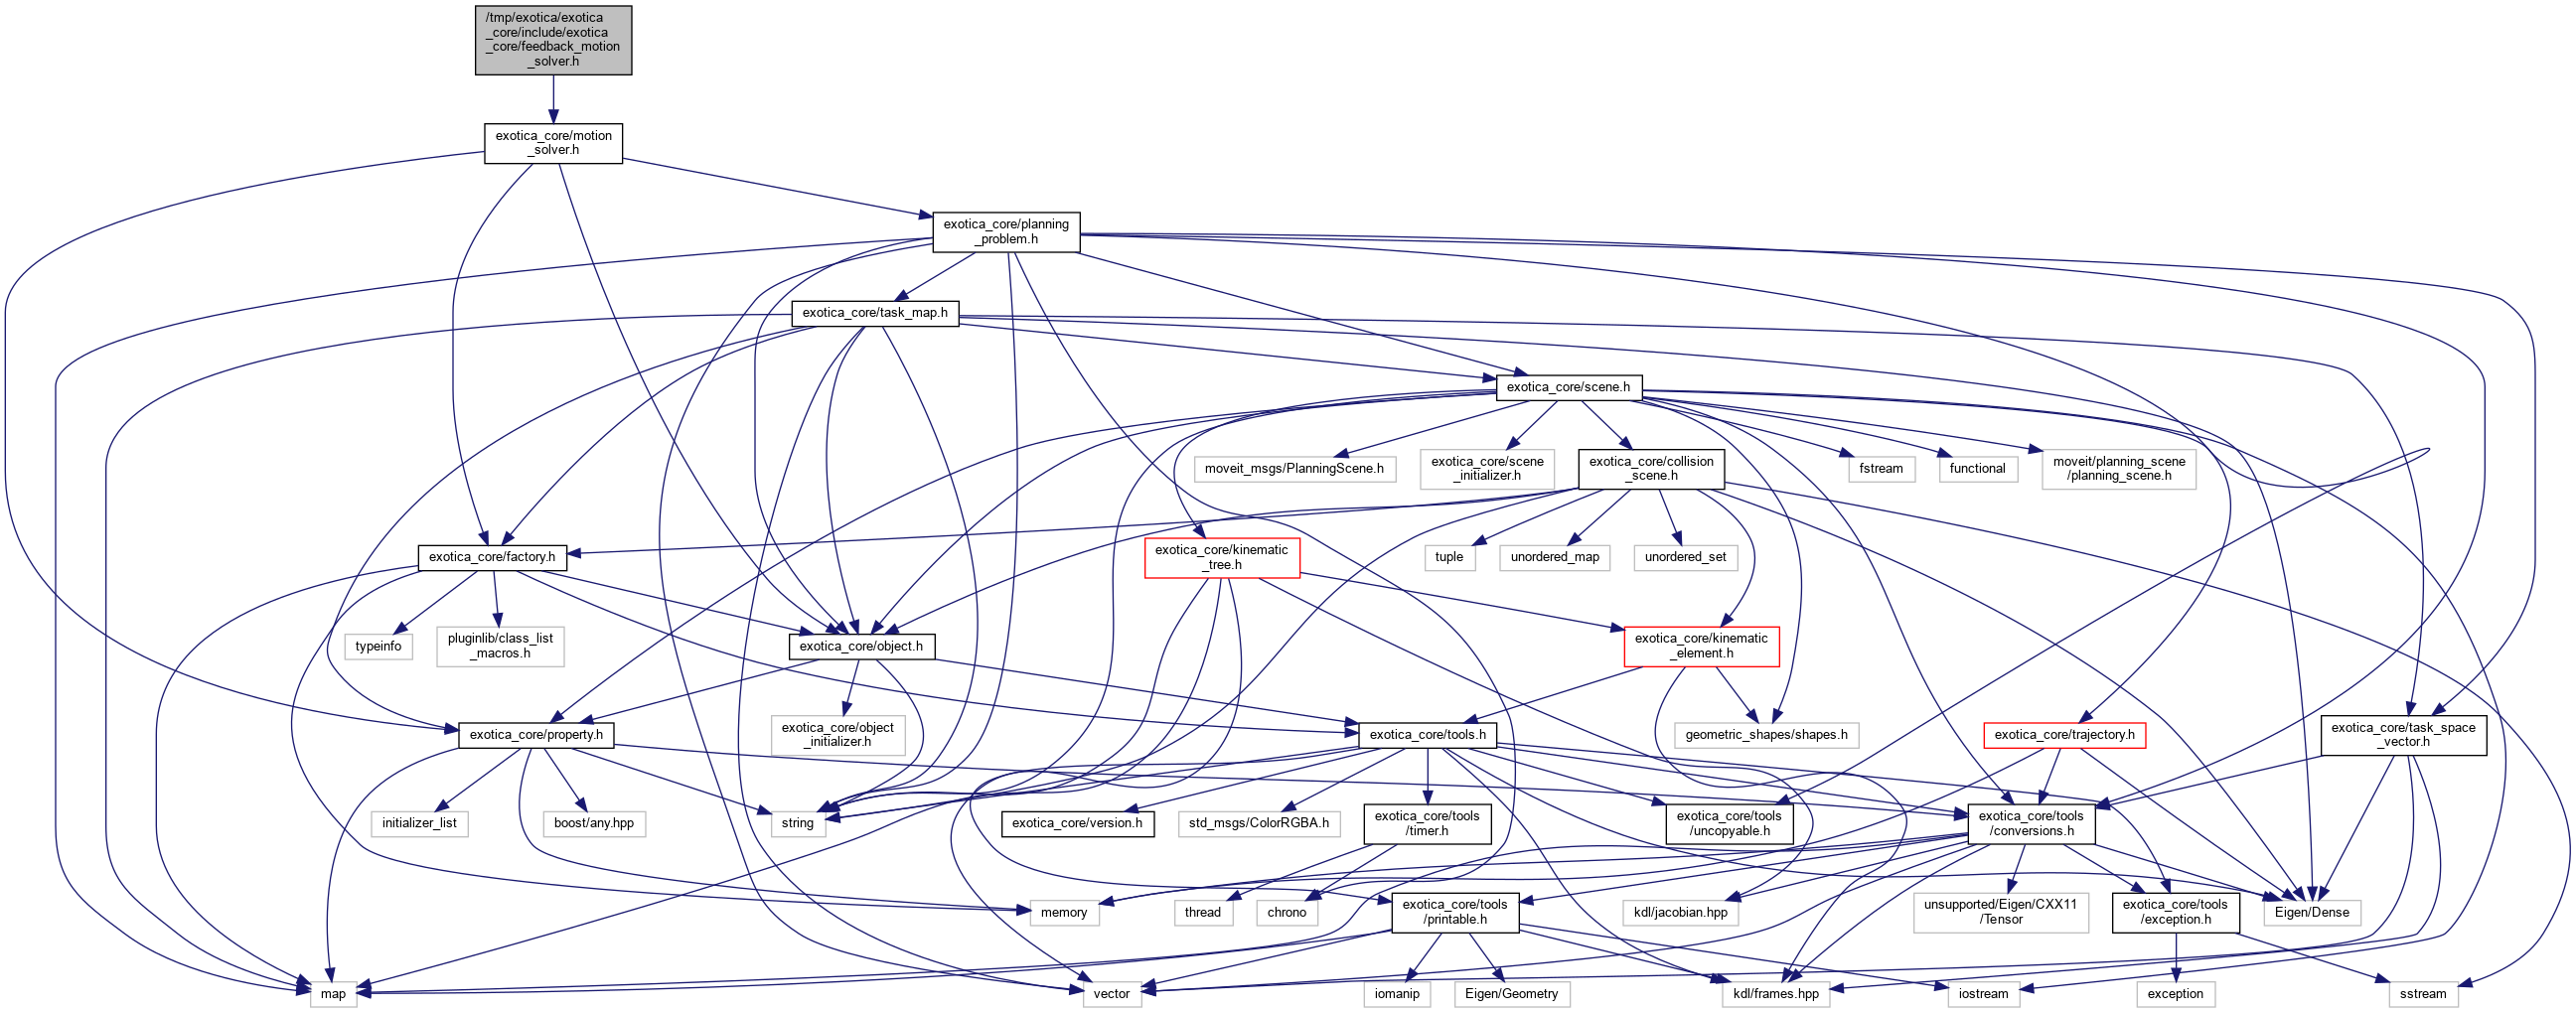 /tmp/exotica/exotica
_core/include/exotica
_core/feedback_motion
_solver.h
exotica_core/motion
_solver.h
exotica_core/planning
_problem.h
exotica_core/task_map.h
exotica_core/scene.h
moveit_msgs/PlanningScene.h
exotica_core/scene
_initializer.h
exotica_core/collision
_scene.h
fstream
functional
moveit/planning_scene
/planning_scene.h
exotica_core/factory.h
exotica_core/kinematic
_tree.h
tuple
unordered_map
unordered_set
typeinfo
pluginlib/class_list
_macros.h
exotica_core/object.h
exotica_core/kinematic
_element.h
exotica_core/property.h
exotica_core/object
_initializer.h
exotica_core/tools.h
geometric_shapes/shapes.h
exotica_core/trajectory.h
exotica_core/task_space
_vector.h
initializer_list
boost/any.hpp
string
exotica_core/version.h
std_msgs/ColorRGBA.h
exotica_core/tools
/timer.h
exotica_core/tools
/uncopyable.h
exotica_core/tools
/conversions.h
memory
thread
chrono
exotica_core/tools
/printable.h
kdl/jacobian.hpp
unsupported/Eigen/CXX11
/Tensor
exotica_core/tools
/exception.h
Eigen/Dense
map
vector
iomanip
Eigen/Geometry
kdl/frames.hpp
iostream
exception
sstream